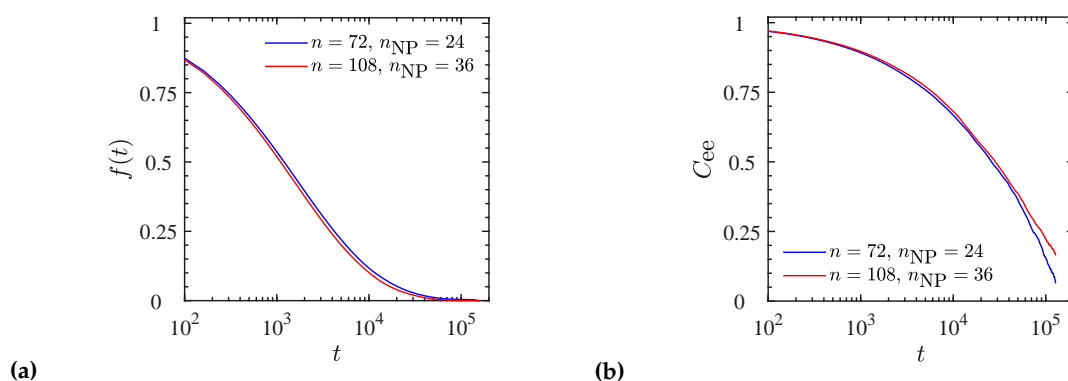 1
0.75
0.5
0.25
0
f(t)
n = 72, n_NP = 24
n = 108, n_NP = 36
10^2
10^3
10^4
10^5
t
(a)
1
0.75
0.5
0.25
0
C_ee
n = 72, n_NP = 24
n = 108, n_NP = 36
10^2
10^3
10^4
10^5
t
(b)